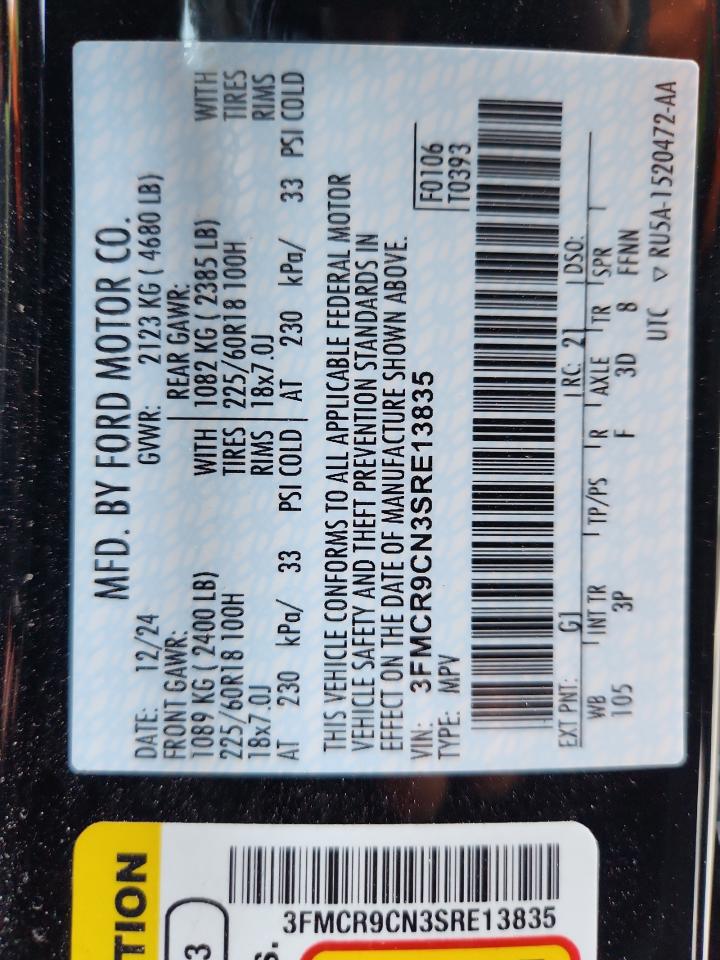 MFD. BY FORD MOTOR CO.
DATE: 12/24 GVWR: 2123 KG ( 4680 LB)
FRONT GAWR: REAR GAWR:
1089 KG ( 2400 LB) WITH 1082 KG ( 2385 LB) WITH
225/60R18 100H TIRES 225/60R18 100H TIRES
18x7.0J RIMS 18x7.0J RIMS
AT 230 kPa/ 33 PSI COLD AT 230 kPa/ 33 PSI COLD
THIS VEHICLE CONFORMS TO ALL APPLICABLE FEDERAL MOTOR
VEHICLE SAFETY AND THEFT PREVENTION STANDARDS IN
EFFECT ON THE DATE OF MANUFACTURE SHOWN ABOVE.
VIN: 3FMCR9CN3SRE13835 F0106
TYPE: MPV T0393
EXT PNT: G1 RC: 21 DSO:
WB INT TR TP/PS R AXLE TR SPR
105 3P F 3D 8 FFNN
UTC ▽ RU5A-1520472-AA
TION
3
S.
3FMCR9CN3SRE13835